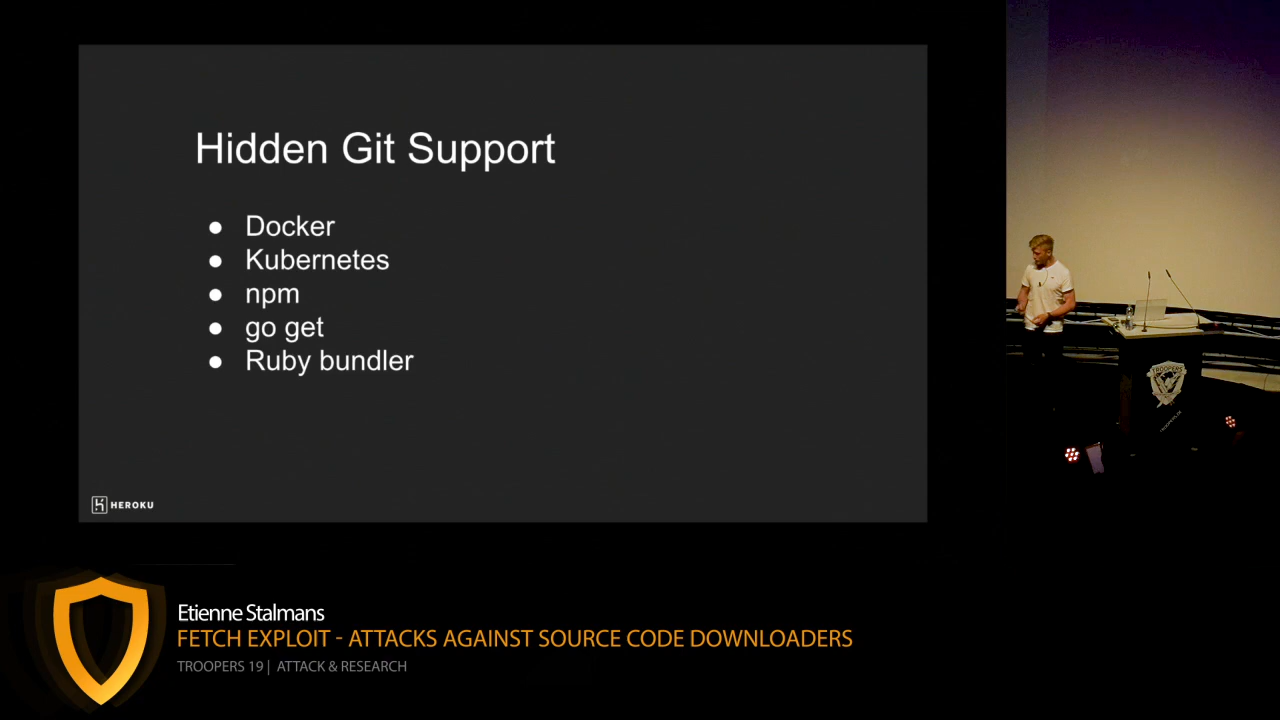 Hidden Git Support
● Docker
● Kubernetes
● npm
● go get
● Ruby bundler
HEROKU
TROOPERS
Etienne Stalmans
FETCH EXPLOIT - ATTACKS AGAINST SOURCE CODE DOWNLOADERS
TROOPERS 19 | ATTACK & RESEARCH